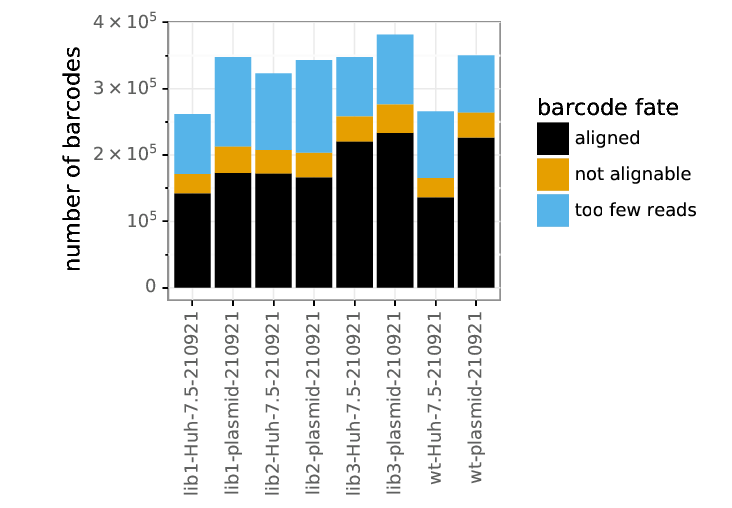 number of barcodes
4 × 10⁵
3 × 10⁵
2 × 10⁵
10⁵
0
lib1-Huh-7.5-210921
lib1-plasmid-210921
lib2-Huh-7.5-210921
lib2-plasmid-210921
lib3-Huh-7.5-210921
lib3-plasmid-210921
wt-Huh-7.5-210921
wt-plasmid-210921
barcode fate
aligned
not alignable
too few reads